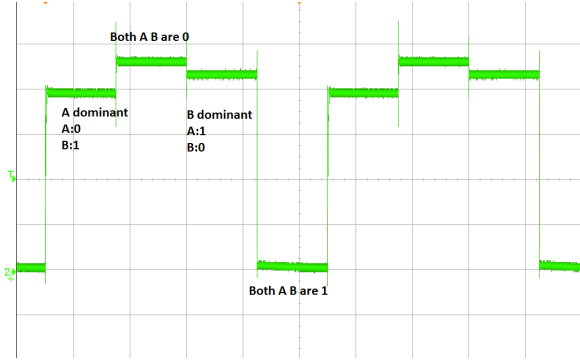 Both A B are 0
A dominant
A:0
B:1
B dominant
A:1
B:0
T
2
Both A B are 1